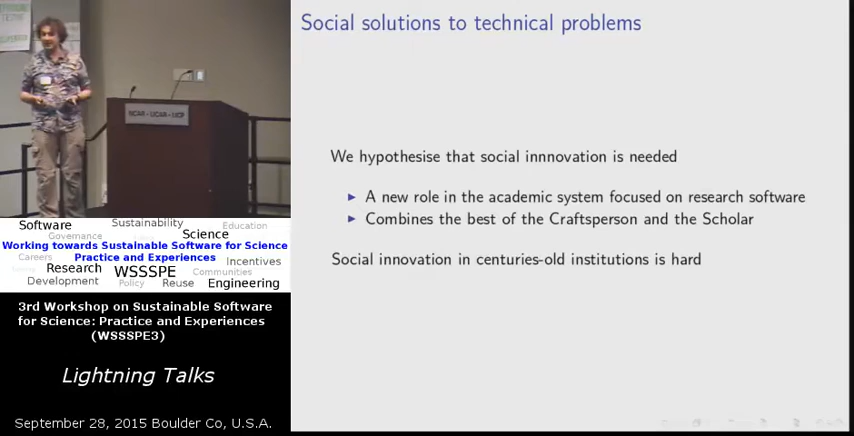 Social solutions to technical problems
We hypothesise that social innnovation is needed
A new role in the academic system focused on research software
Combines the best of the Craftsperson and the Scholar
Social innovation in centuries-old institutions is hard
NCAR • UCAR • UCP
Software
Sustainability
Education
Governance
Science
Working towards Sustainable Software for Science
Practice and Experiences
Careers
Incentives
Research
WSSSPE
Communities
Development
Policy
Reuse
Engineering
3rd Workshop on Sustainable Software
for Science: Practice and Experiences
(WSSSPE3)
Lightning Talks
September 28, 2015 Boulder Co, U.S.A.